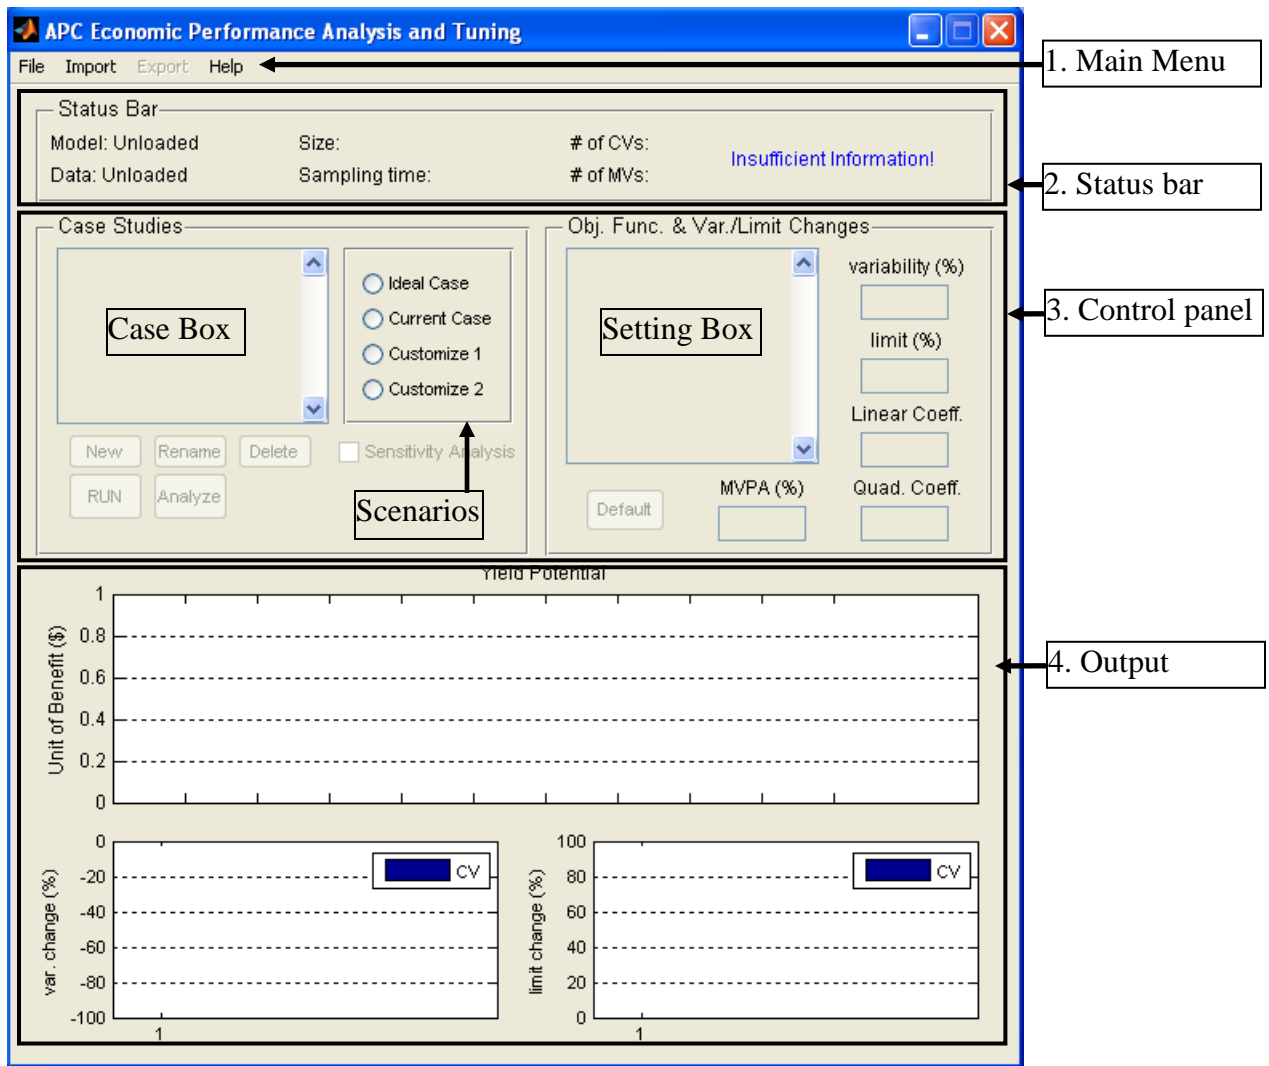 APC Economic Performance Analysis and Tuning
File Import Export Help
1. Main Menu
Status Bar
Model: Unloaded Size: # of CVs:
Insufficient Information!
Data: Unloaded Sampling time: # of MVs:
2. Status bar
Case Studies
Case Box
Ideal Case
Current Case
Customize 1
Customize 2
New Rename Delete Sensitivity Analysis
RUN Analyze
Scenarios
Obj. Func. & Var./Limit Changes
Setting Box
variability (%)
limit (%)
Linear Coeff.
MVPA (%) Quad. Coeff.
Default
3. Control panel
Yield Potential
Unit of Benefit ($)
1
0.8
0.6
0.4
0.2
0
4. Output
var. change (%)
0
-20
-40
-60
-80
-100
1
CV
limit change (%)
100
80
60
40
20
0
1
CV